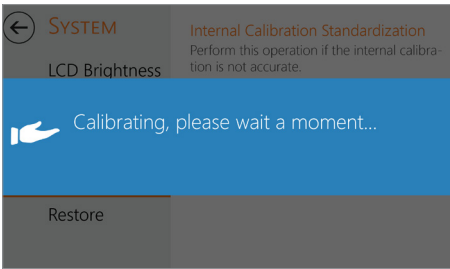 SYSTEM
Internal Calibration Standardization
Perform this operation if the internal calibra-
tion is not accurate.
LCD Brightness
Calibrating, please wait a moment...
Restore